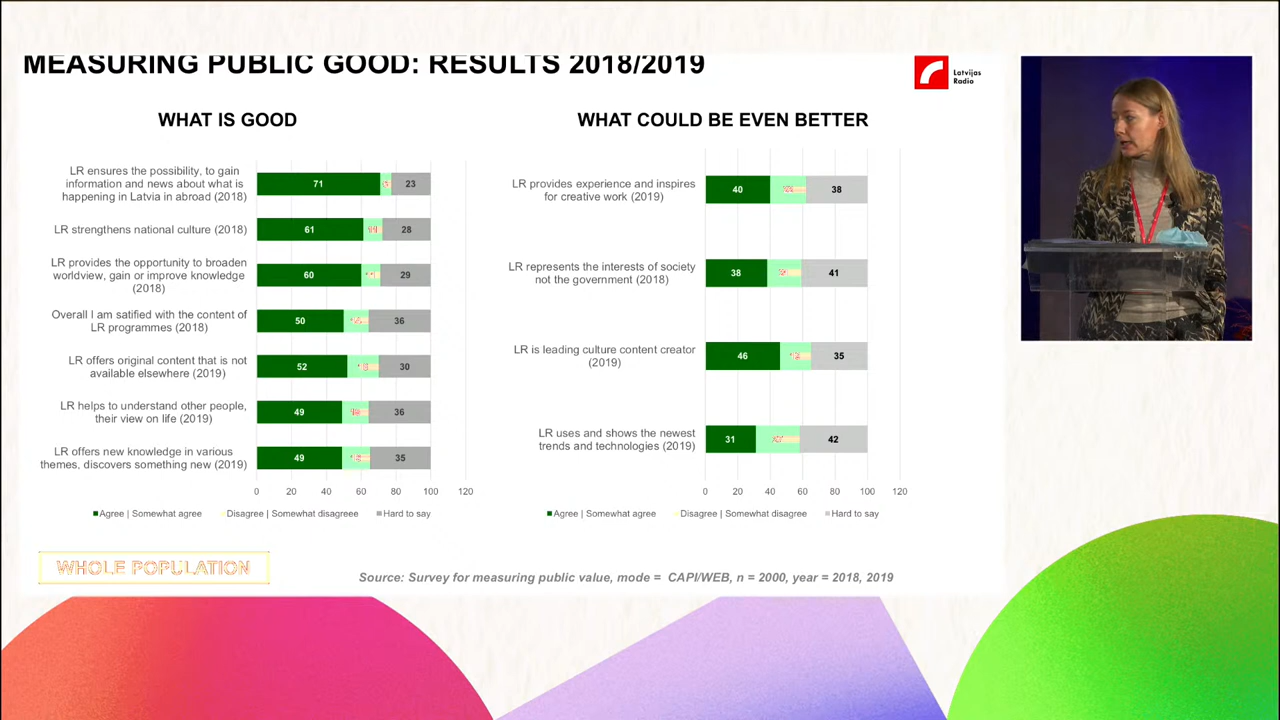 MEASURING PUBLIC GOOD: RESULTS 2018/2019
Latvijas
Radio
WHAT IS GOOD
LR ensures the possibility, to gain
information and news about what is
happening in Latvia in abroad (2018)
71
23
LR strengthens national culture (2018)
61
28
LR provides the opportunity to broaden
worldview, gain or improve knowledge
(2018)
60
29
Overall I am satified with the content of
LR programmes (2018)
50
36
LR offers original content that is not
available elsewhere (2019)
52
30
LR helps to understand other people,
their view on life (2019)
49
36
LR offers new knowledge in various
themes, discovers something new (2019)
49
35
0 20 40 60 80 100 120
Agree | Somewhat agree
Disagree | Somewhat disagreee
Hard to say
WHAT COULD BE EVEN BETTER
LR provides experience and inspires
for creative work (2019)
40
38
LR represents the interests of society
not the government (2018)
38
41
LR is leading culture content creator
(2019)
46
35
LR uses and shows the newest
trends and technologies (2019)
31
42
0 20 40 60 80 100 120
Agree | Somewhat agree
Disagree | Somewhat disagree
Hard to say
WHOLE POPULATION
Source: Survey for measuring public value, mode = CAPI/WEB, n = 2000, year = 2018, 2019